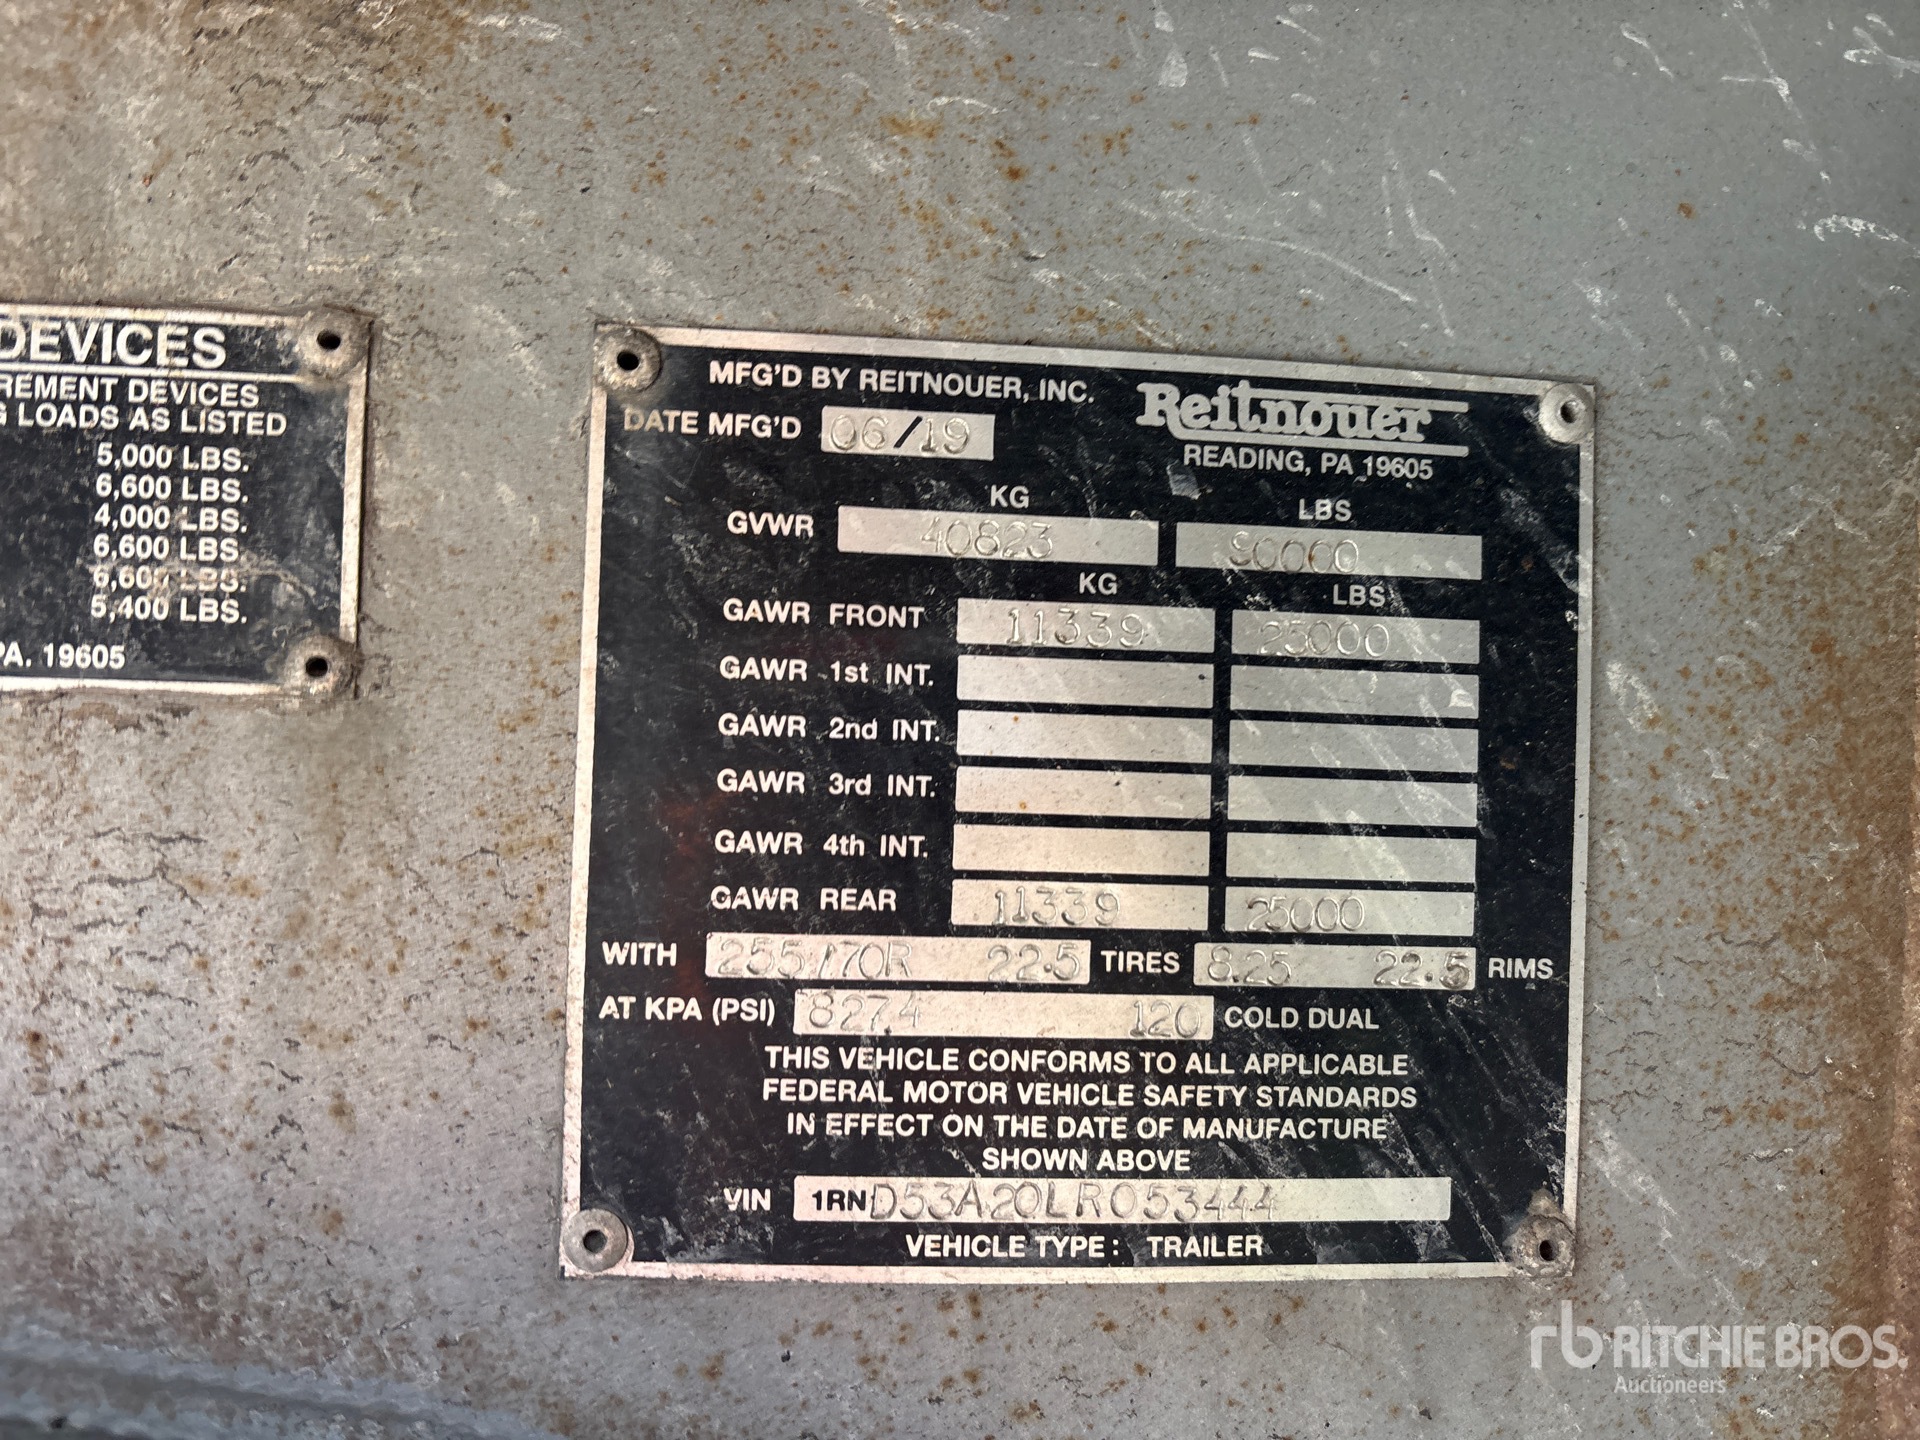 DEVICES
REMENT DEVICES
G LOADS AS LISTED
5,000 LBS.
6,600 LBS.
4,000 LBS.
6,600 LBS.
6,600 LBS.
5,400 LBS.
PA. 19605
MFG'D BY REITNOUER, INC.
Reitnouer
DATE MFG'D 06/19
READING, PA 19605
KG LBS
GVWR 40823 90000
KG LBS
GAWR FRONT 11339 25000
GAWR 1st. INT.
GAWR 2nd INT.
GAWR 3rd INT.
GAWR 4th INT.
GAWR REAR 11339 25000
WITH 255/70R 22.5 TIRES 8.25 22.5 RIMS
AT KPA (PSI) 827.4 120 COLD DUAL
THIS VEHICLE CONFORMS TO ALL APPLICABLE
FEDERAL MOTOR VEHICLE SAFETY STANDARDS
IN EFFECT ON THE DATE OF MANUFACTURE
SHOWN ABOVE
VIN 1RND53A20LR053444
VEHICLE TYPE: TRAILER
rb RITCHIE BROS.
Auctioneers